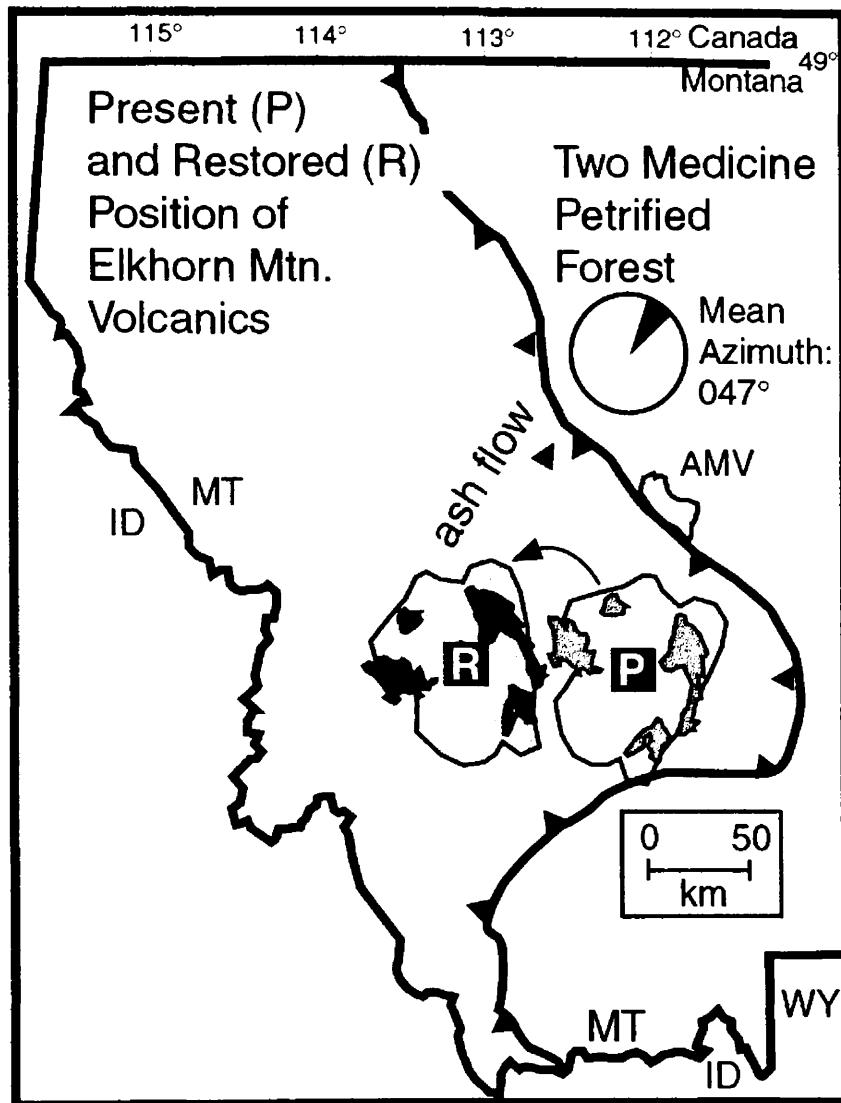 115° 114° 113° 112° Canada
49°
Montana
Present (P)
and Restored (R)
Position of
Elkhorn Mtn.
Volcanics
Two Medicine
Petrified
Forest
Mean
Azimuth:
047°
ash flow
AMV
MT
ID
R
P
0 50
km
WY
MT
ID